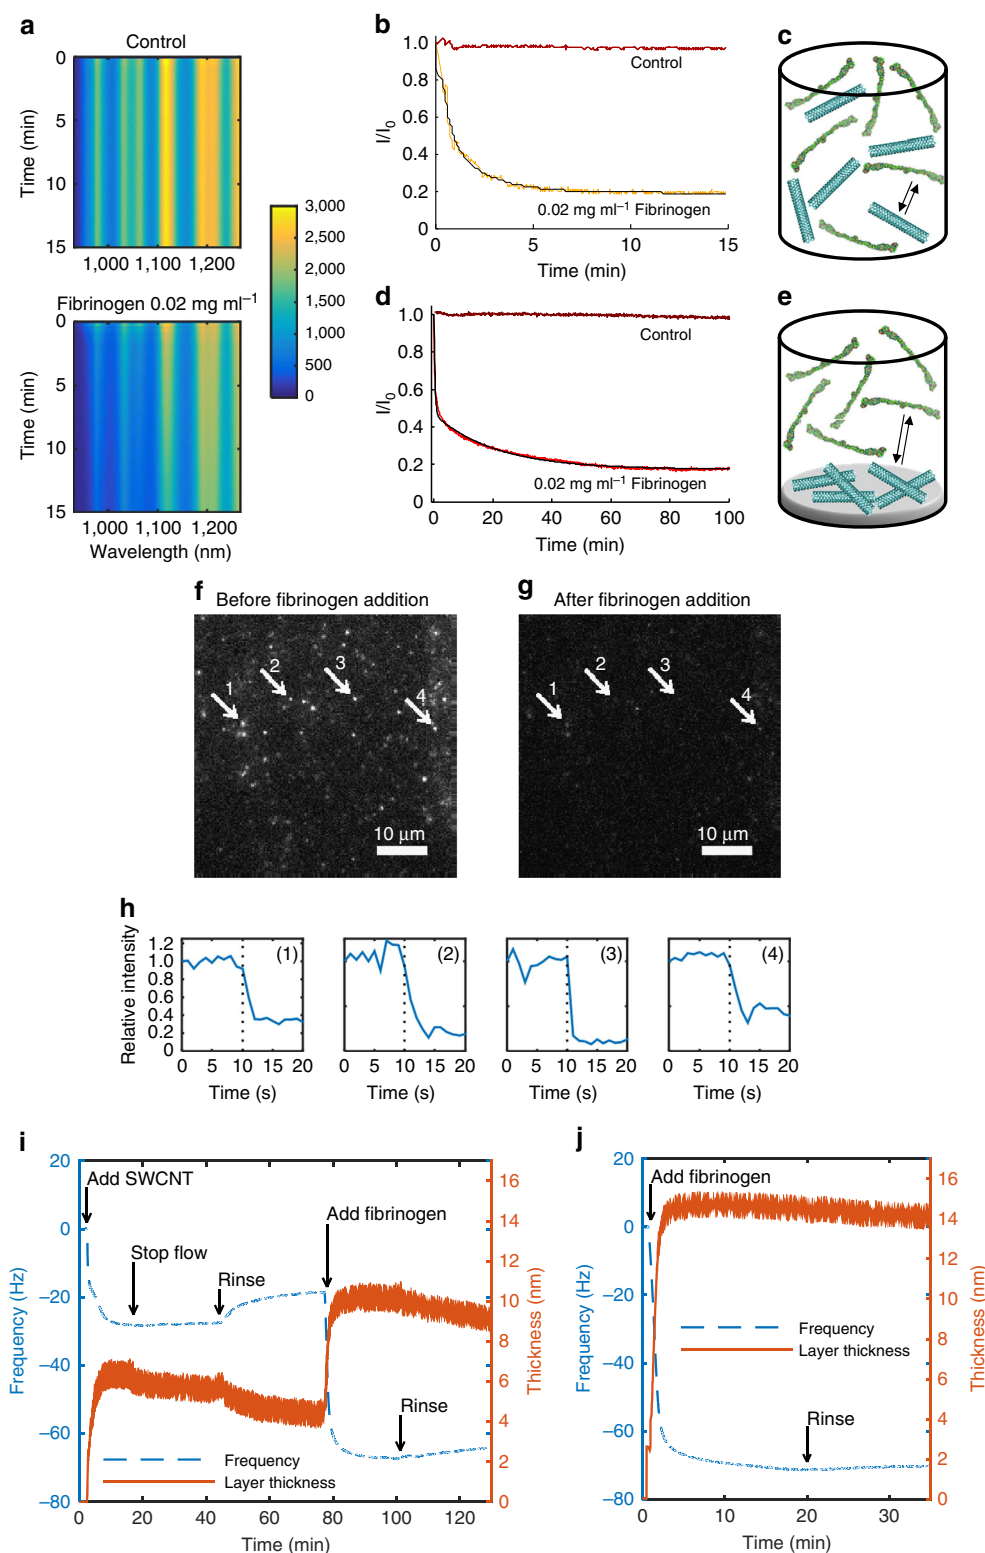 a
Control
0
5
10
15
Time (min)
1,000 1,100 1,200
Fibrinogen 0.02 mg ml⁻¹
0
5
10
15
Time (min)
1,000 1,100 1,200
Wavelength (nm)
3,000
2,500
2,000
1,500
1,000
500
0
b
1.0
0.8
0.6
0.4
0.2
0
I/I₀
Control
0.02 mg ml⁻¹ Fibrinogen
0 5 10 15
Time (min)
c
d
1.0
0.8
0.6
0.4
0.2
0
I/I₀
Control
0.02 mg ml⁻¹ Fibrinogen
0 20 40 60 80 100
Time (min)
e
f
Before fibrinogen addition
1
2
3
4
10 μm
g
After fibrinogen addition
1
2
3
4
10 μm
h
Relative intensity
1.2
1.0
0.8
0.6
0.4
0.2
0
(1)
0 5 10 15 20
Time (s)
(2)
0 5 10 15 20
Time (s)
(3)
0 5 10 15 20
Time (s)
(4)
0 5 10 15 20
Time (s)
i
20
0
−20
−40
−60
−80
Frequency (Hz)
Add SWCNT
Stop flow
Rinse
Add fibrinogen
Rinse
Frequency
Layer thickness
16
14
12
10
8
6
4
2
0
Thickness (nm)
0 20 40 60 80 100 120
Time (min)
j
20
0
−20
−40
−60
−80
Frequency (Hz)
Add fibrinogen
Frequency
Layer thickness
Rinse
16
14
12
10
8
6
4
2
0
Thickness (nm)
0 10 20 30
Time (min)